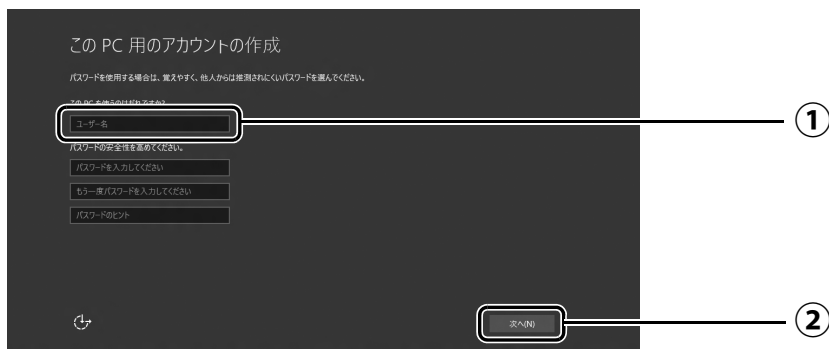 この PC 用のアカウントの作成
パスワードを使用する場合は、覚えやすく、他人からは推測されにくいパスワードを選んでください。
この PC を使うのはだれですか?
ユーザー名
①
パスワードの安全性を高めてください。
パスワードを入力してください
もう一度パスワードを入力してください
パスワードのヒント
次へ(N)
②